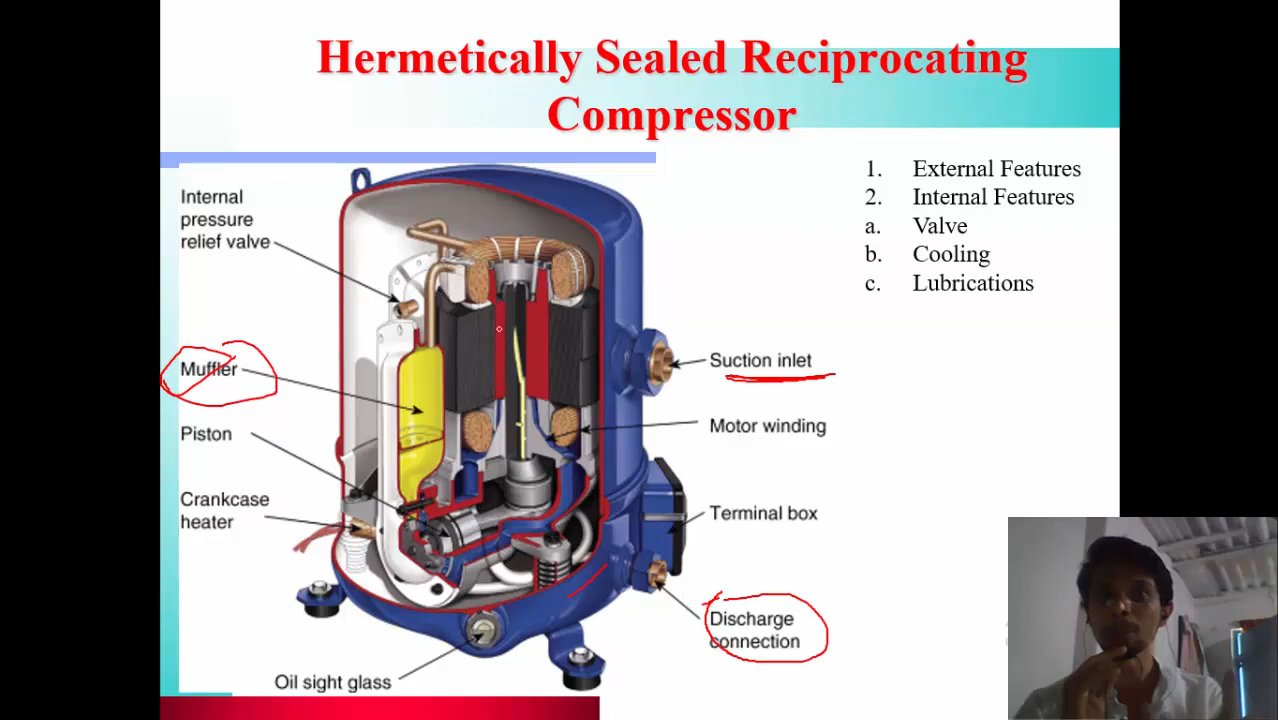 Hermetically Sealed Reciprocating
Compressor
1. External Features
2. Internal Features
a. Valve
b. Cooling
c. Lubrications
Internal
pressure
relief valve
Muffler
Piston
Crankcase
heater
Oil sight glass
Suction inlet
Motor winding
Terminal box
Discharge
connection